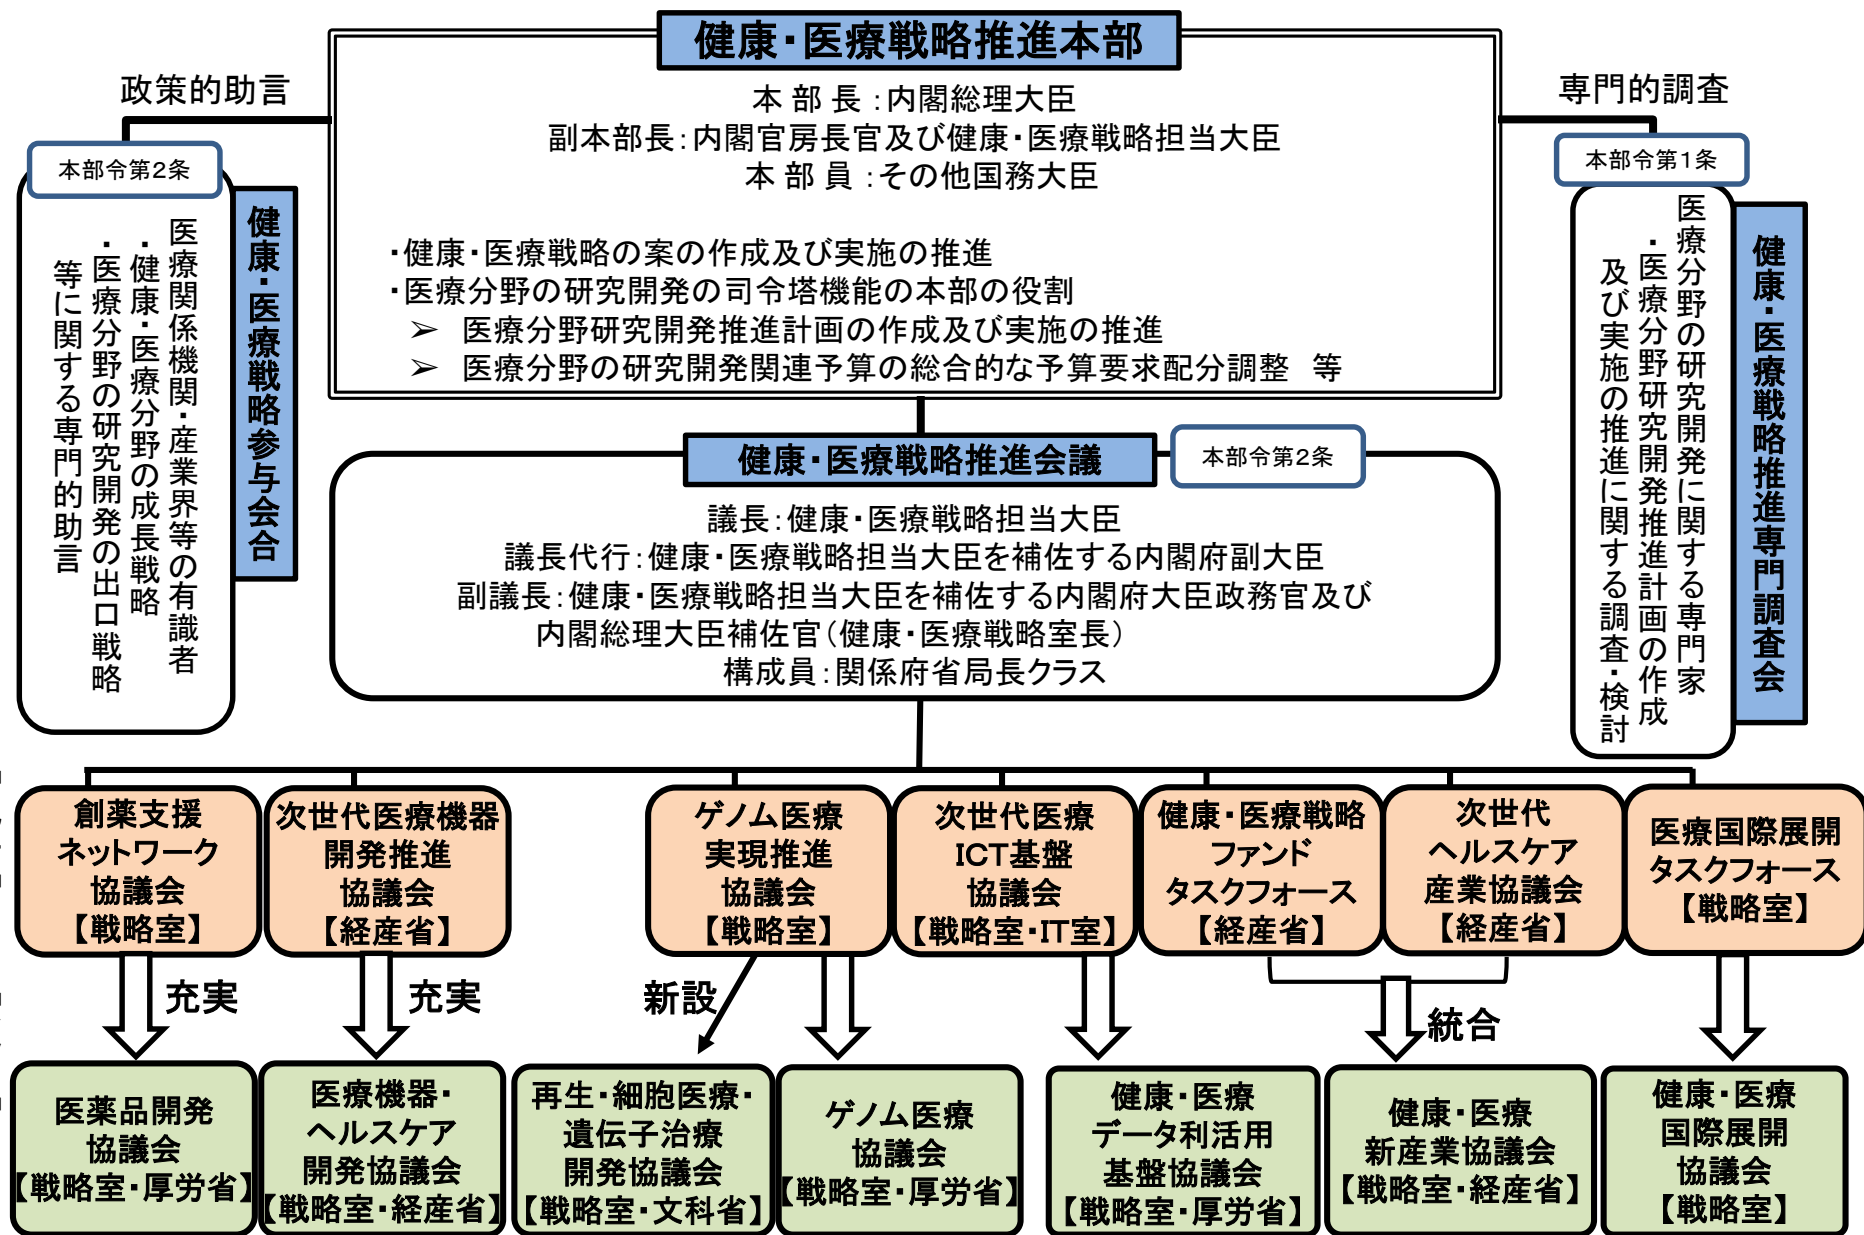 健康・医療戦略推進本部
本 部 長 ：内閣総理大臣
副本部長：内閣官房長官及び健康・医療戦略担当大臣
本 部 員 ：その他国務大臣
・健康・医療戦略の案の作成及び実施の推進
・医療分野の研究開発の司令塔機能の本部の役割
➢ 医療分野研究開発推進計画の作成及び実施の推進
➢ 医療分野の研究開発関連予算の総合的な予算要求配分調整 等
政策的助言
本部令第2条
健康・医療戦略参与会合
医療関係機関・産業界等の有識者
・健康・医療分野の成長戦略
・医療分野の研究開発の出口戦略
等に関する専門的助言
専門的調査
本部令第1条
健康・医療戦略推進専門調査会
医療分野の研究開発に関する専門家
・医療分野研究開発推進計画の作成
及び実施の推進に関する調査・検討
健康・医療戦略推進会議
本部令第2条
議長：健康・医療戦略担当大臣
議長代行：健康・医療戦略担当大臣を補佐する内閣府副大臣
副議長：健康・医療戦略担当大臣を補佐する内閣府大臣政務官及び
内閣総理大臣補佐官（健康・医療戦略室長）
構成員：関係府省局長クラス
創薬支援
ネットワーク
協議会
【戦略室】
次世代医療機器
開発推進
協議会
【経産省】
ゲノム医療
実現推進
協議会
【戦略室】
次世代医療
ICT基盤
協議会
【戦略室・IT室】
健康・医療戦略
ファンド
タスクフォース
【経産省】
次世代
ヘルスケア
産業協議会
【経産省】
医療国際展開
タスクフォース
【戦略室】
充実
充実
新設
統合
医薬品開発
協議会
【戦略室・厚労省】
医療機器・
ヘルスケア
開発協議会
【戦略室・経産省】
再生・細胞医療・
遺伝子治療
開発協議会
【戦略室・文科省】
ゲノム医療
協議会
【戦略室・厚労省】
健康・医療
データ利活用
基盤協議会
【戦略室・厚労省】
健康・医療
新産業協議会
【戦略室・経産省】
健康・医療
国際展開
協議会
【戦略室】